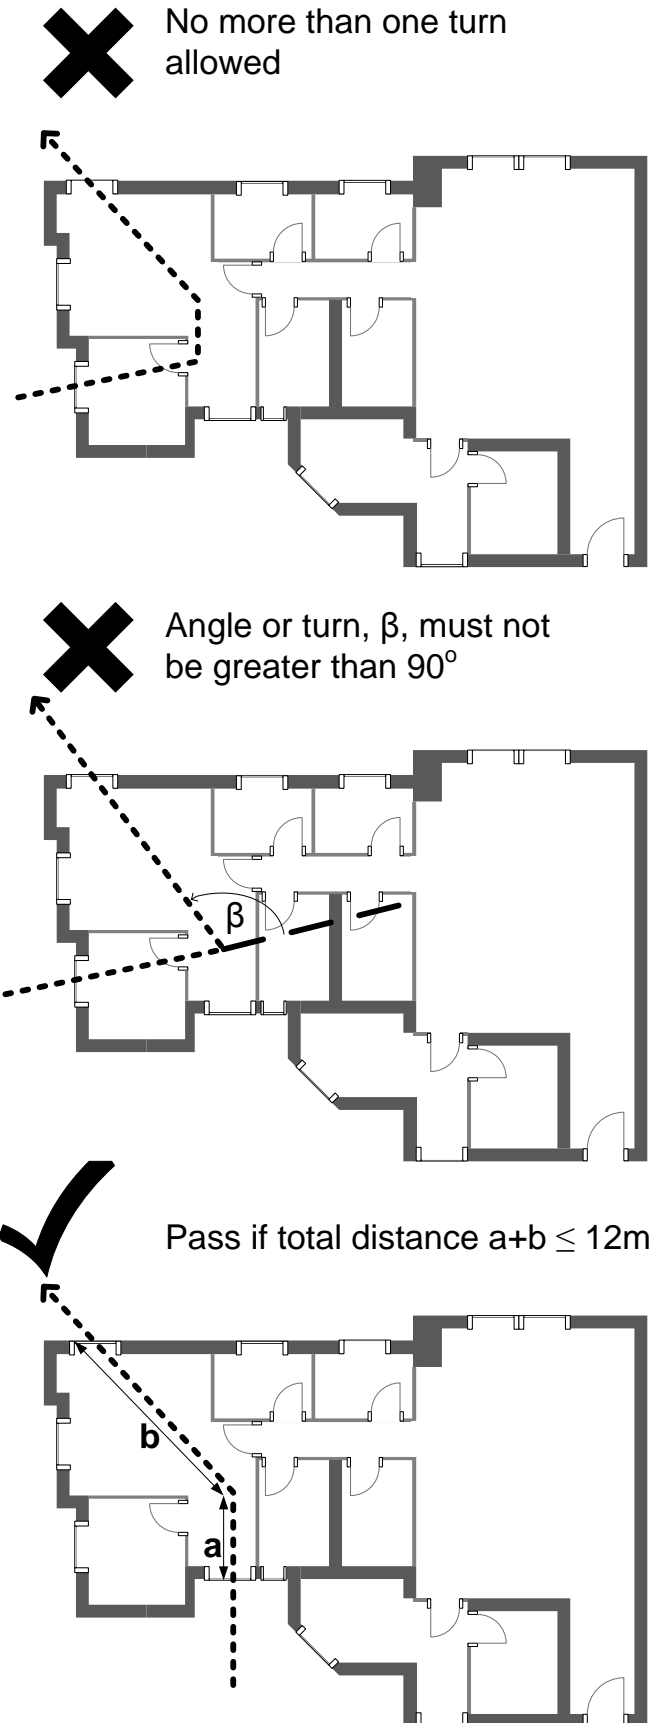 No more than one turn
allowed
Angle or turn, β, must not
be greater than 90°
β
Pass if total distance a+b ≤ 12m
b
a